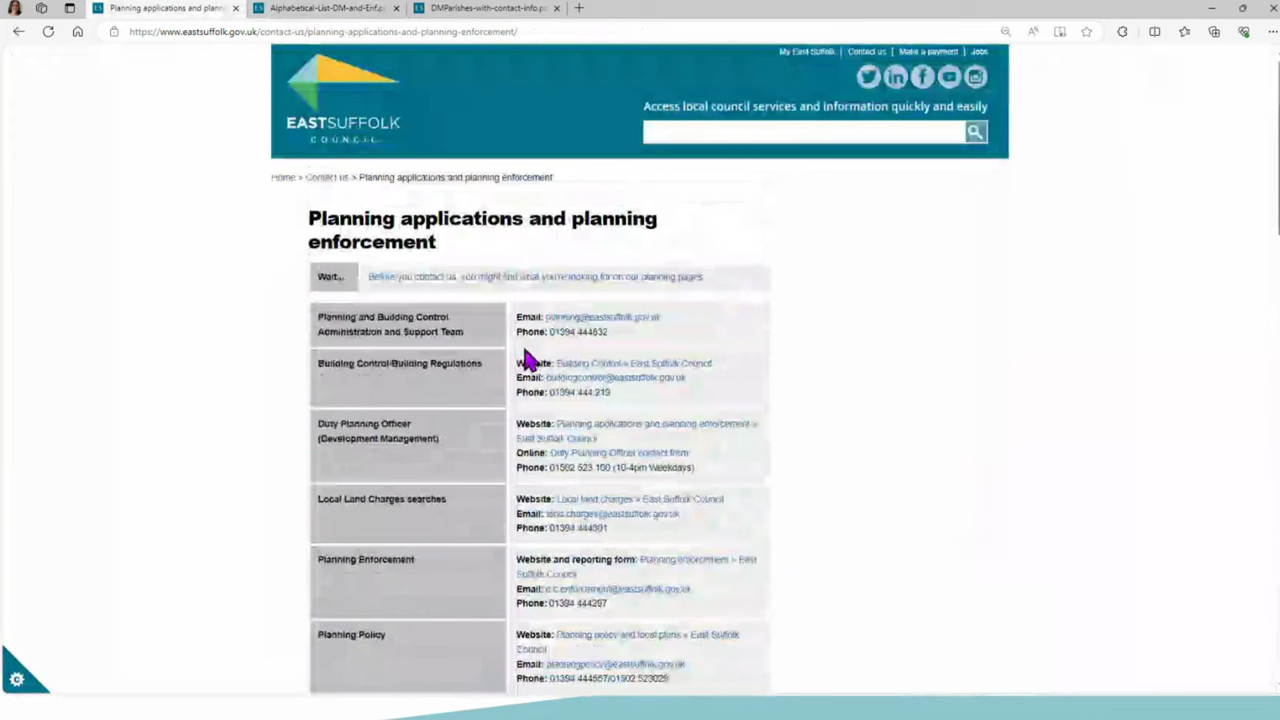 Planning applications and plann
Alphabetical-List-DM-and-Enf.p
DMParishes-with-contact-info.p
https://www.eastsuffolk.gov.uk/contact-us/planning-applications-and-planning-enforcement/
My East Suffolk | Contact us | Make a payment | Jobs
EASTSUFFOLK
COUNCIL
Access local council services and information quickly and easily
Home > Contact us > Planning applications and planning enforcement
Planning applications and planning
enforcement
Wait...
Before you contact us, you might find what you're looking for on our planning pages
Planning and Building Control
Administration and Support Team
Email: planning@eastsuffolk.gov.uk
Phone: 01394 444832
Building Control-Building Regulations
Website: Building Control » East Suffolk Council
Email: buildingcontrol@eastsuffolk.gov.uk
Phone: 01394 444 219
Duty Planning Officer
(Development Management)
Website: Planning applications and planning enforcement »
East Suffolk Council
Online: Duty Planning Officer contact form
Phone: 01502 523 100 (10-4pm Weekdays)
Local Land Charges searches
Website: Local land charges » East Suffolk Council
Email: land.charges@eastsuffolk.gov.uk
Phone: 01394 444301
Planning Enforcement
Website and reporting form: Planning enforcement » East
Suffolk Council
Email: d.c.enforcement@eastsuffolk.gov.uk
Phone: 01394 444297
Planning Policy
Website: Planning policy and local plans » East Suffolk
Council
Email: planningpolicy@eastsuffolk.gov.uk
Phone: 01394 444557/01502 523029